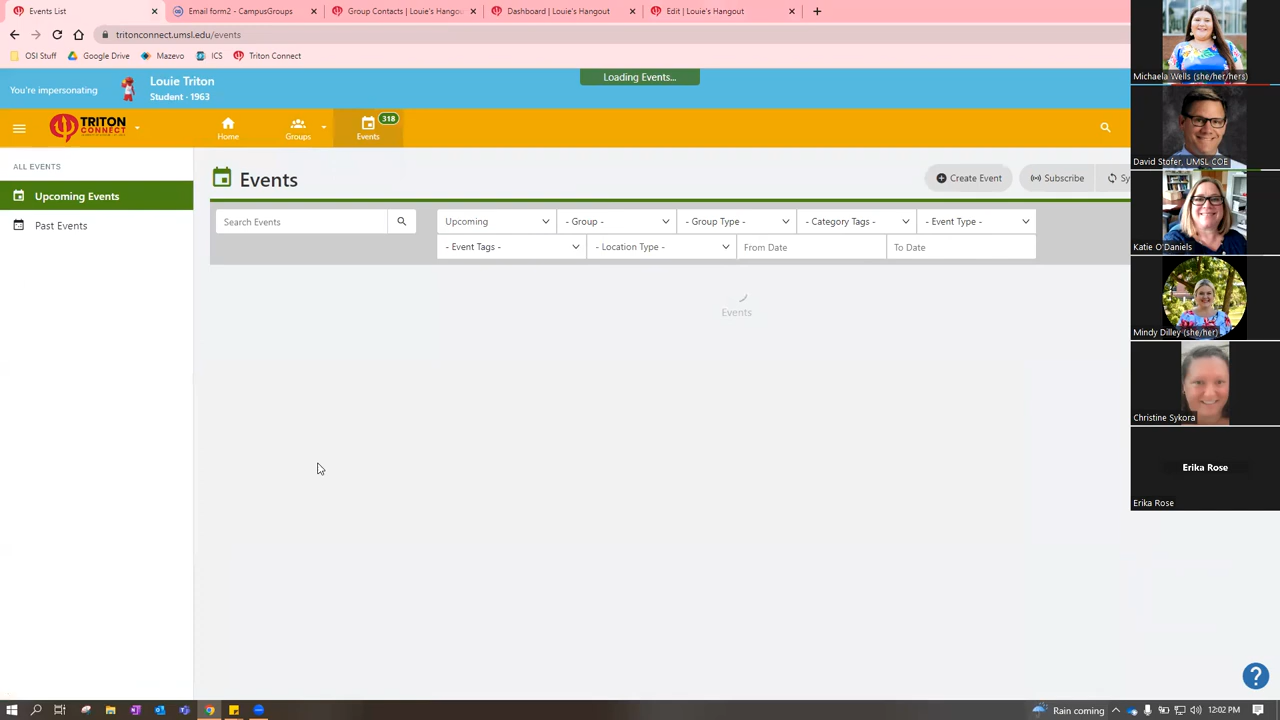 Events List
Email form2 - CampusGroups
Group Contacts | Louie's Hangou
Dashboard | Louie's Hangout
Edit | Louie's Hangout
tritonconnect.umsl.edu/events
OSI Stuff
Google Drive
Mazevo
ICS
Triton Connect
You're impersonating
Louie Triton
Student - 1963
Loading Events...
TRITON
CONNECT
Home
Groups
Events
318
ALL EVENTS
Upcoming Events
Past Events
Events
Create Event
Subscribe
Sy
Search Events
Upcoming
- Group -
- Group Type -
- Category Tags -
- Event Type -
- Event Tags -
- Location Type -
From Date
To Date
Events
Michaela Wells (she/her/hers)
David Stofer, UMSL COE
Katie O'Daniels
Mindy Dilley (she/her)
Christine Sykora
Erika Rose
Erika Rose
?
Rain coming
12:02 PM